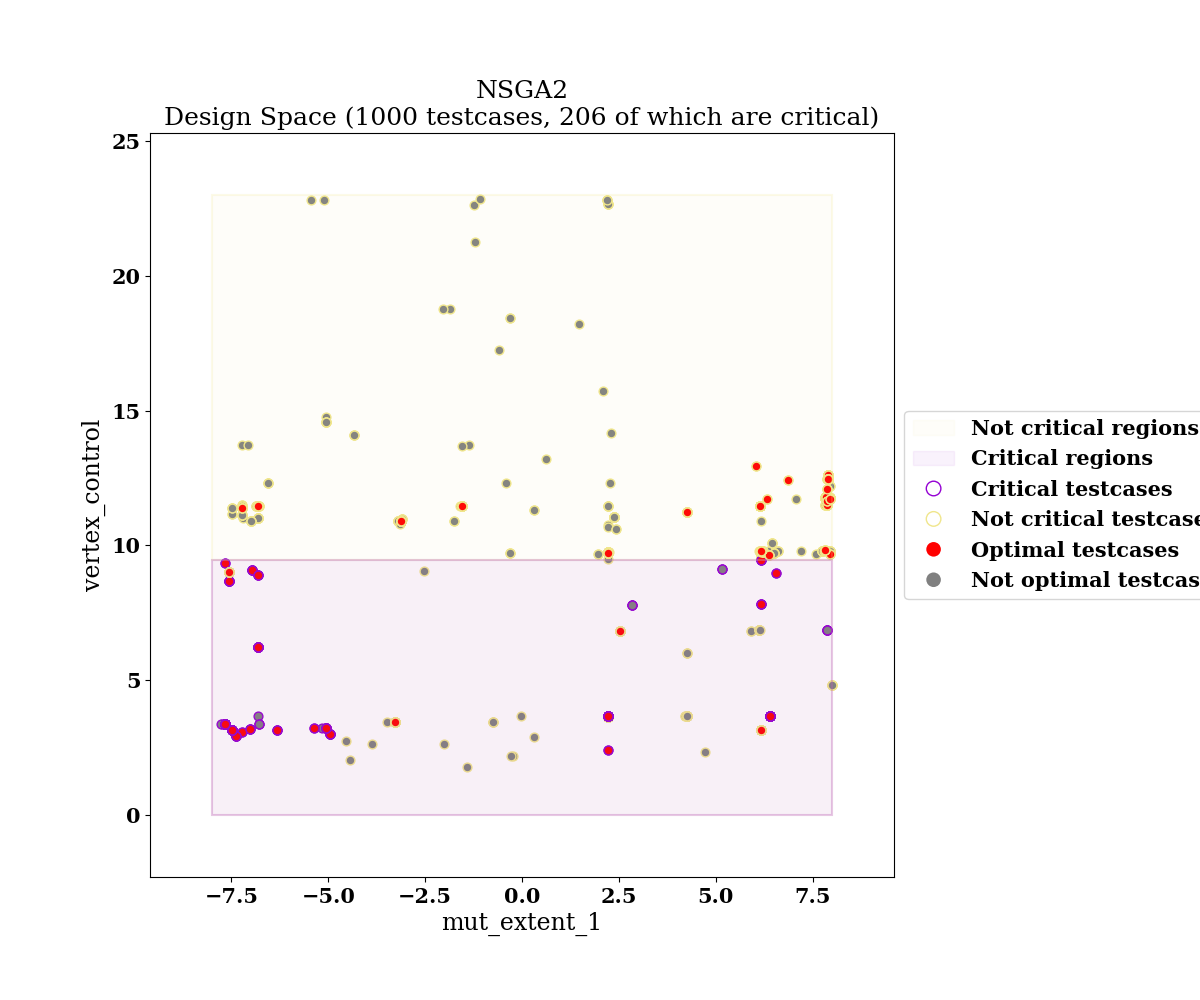 NSGA2
Design Space (1000 testcases, 206 of which are critical)
25
20
15
10
5
0
vertex_control
−7.5
−5.0
−2.5
0.0
2.5
5.0
7.5
mut_extent_1
Not critical regions
Critical regions
Critical testcases
Not critical testcase
Optimal testcases
Not optimal testcas